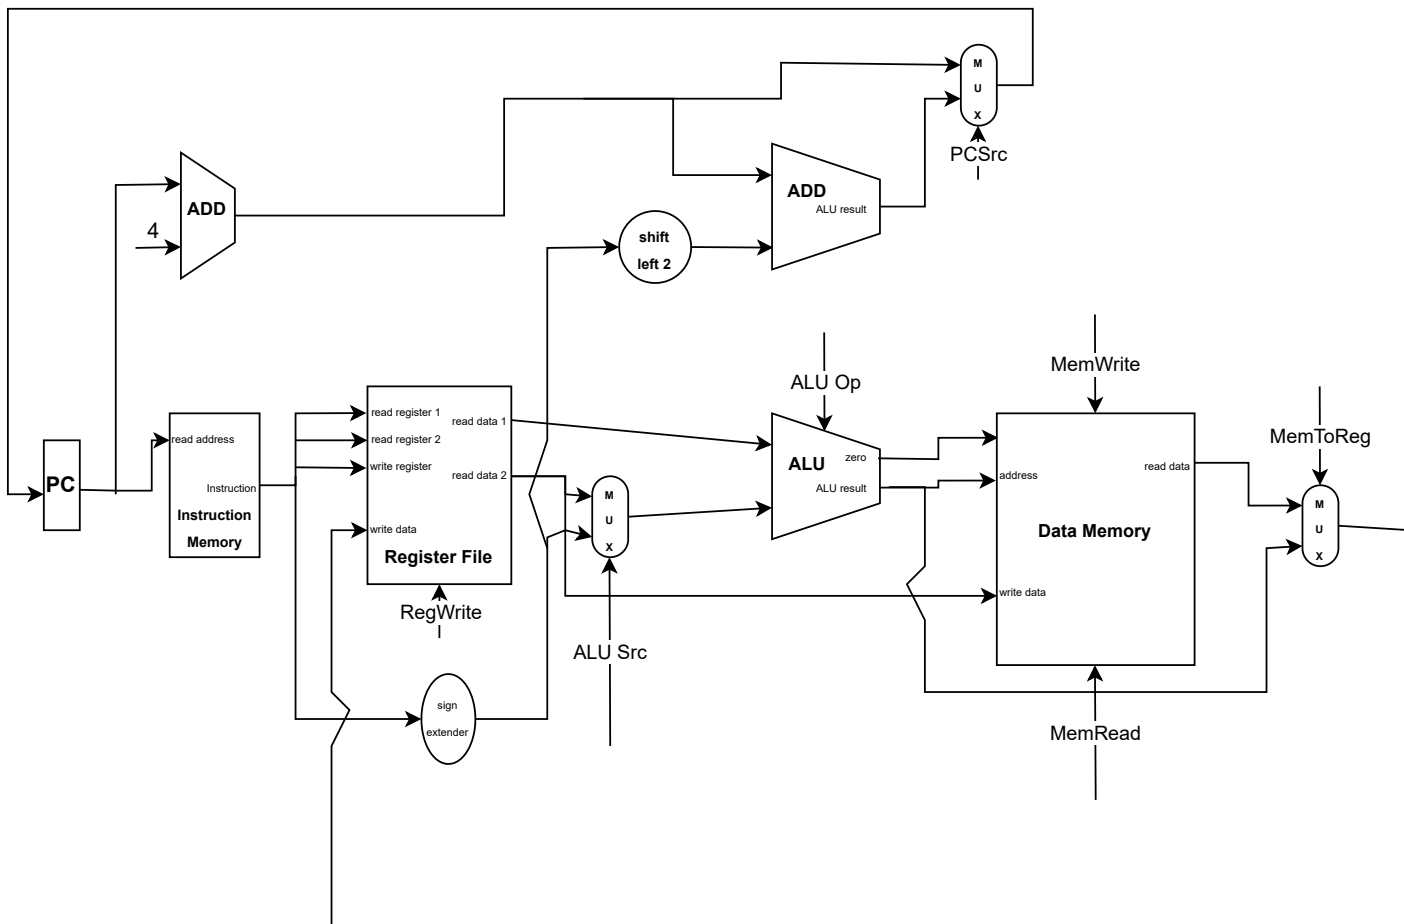 M
U
X
PCSrc
ADD
ALU result
ADD
4
shift
left 2
MemWrite
ALU Op
MemToReg
read register 1
read data 1
read address
read register 2
ALU
zero
write register
read data 2
read data
address
PC
Instruction
ALU result
M
U
X
M
U
X
Instruction
Memory
write data
Register File
Data Memory
write data
RegWrite
ALU Src
sign
extender
MemRead